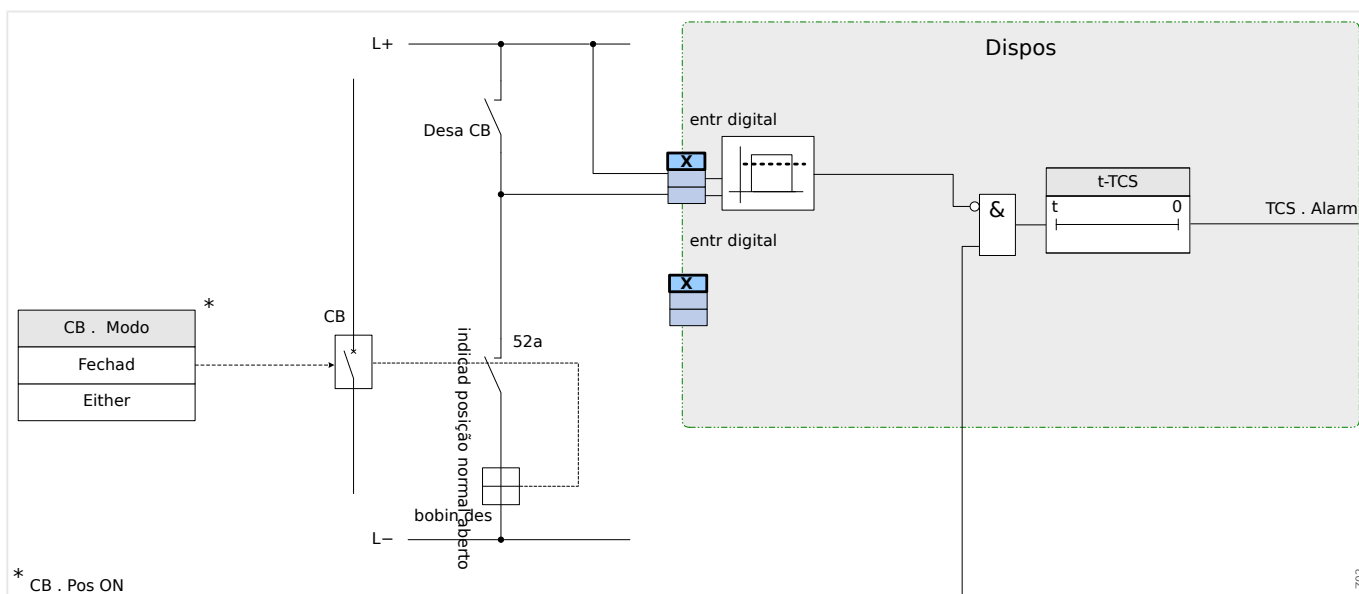 L+
Dispos
Desa CB
entr digital
X
t-TCS
t 0
&
TCS . Alarm
entr digital
X
*
CB . Modo
Fechad
Either
CB
52a
indicad posição normal aberto
bobin des
L−
* CB . Pos ON